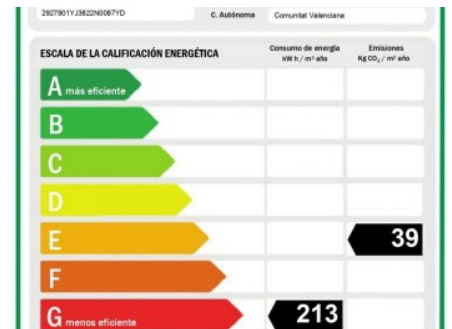 2927901YJ3822N0087YD C. Autónoma Comunitat Valenciana
ESCALA DE LA CALIFICACIÓN ENERGÉTICA Consumo de energía Emisiones
kW h / m² año Kg CO₂ / m² año
A más eficiente
B
C
D
E 39
F
G menos eficiente 213